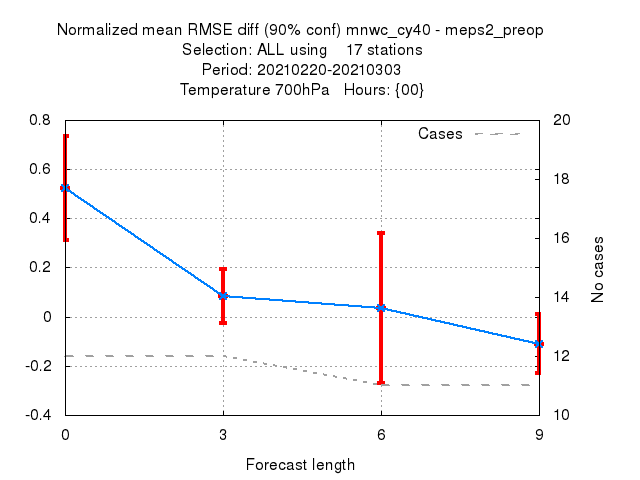 Normalized mean RMSE diff (90% conf) mnwc_cy40 - meps2_preop
Selection: ALL using 17 stations
Period: 20210220-20210303
Temperature 700hPa Hours: {00}
Cases
0.8
0.6
0.4
0.2
0
-0.2
-0.4
20
18
16
14
12
10
No cases
0
3
6
9
Forecast length